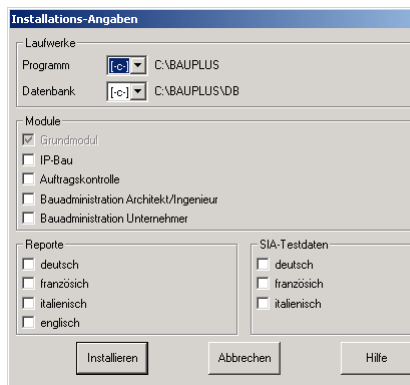 Installations-Angaben
Laufwerke
Programm [-c-] C:\BAUPLUS
Datenbank [-c-] C:\BAUPLUS\DB
Module
Grundmodul
IP-Bau
Auftragskontrolle
Bauadministration Architekt/Ingenieur
Bauadministration Unternehmer
Reporte
deutsch
französich
italienisch
englisch
SIA-Testdaten
deutsch
französich
italienisch
Installieren Abbrechen Hilfe